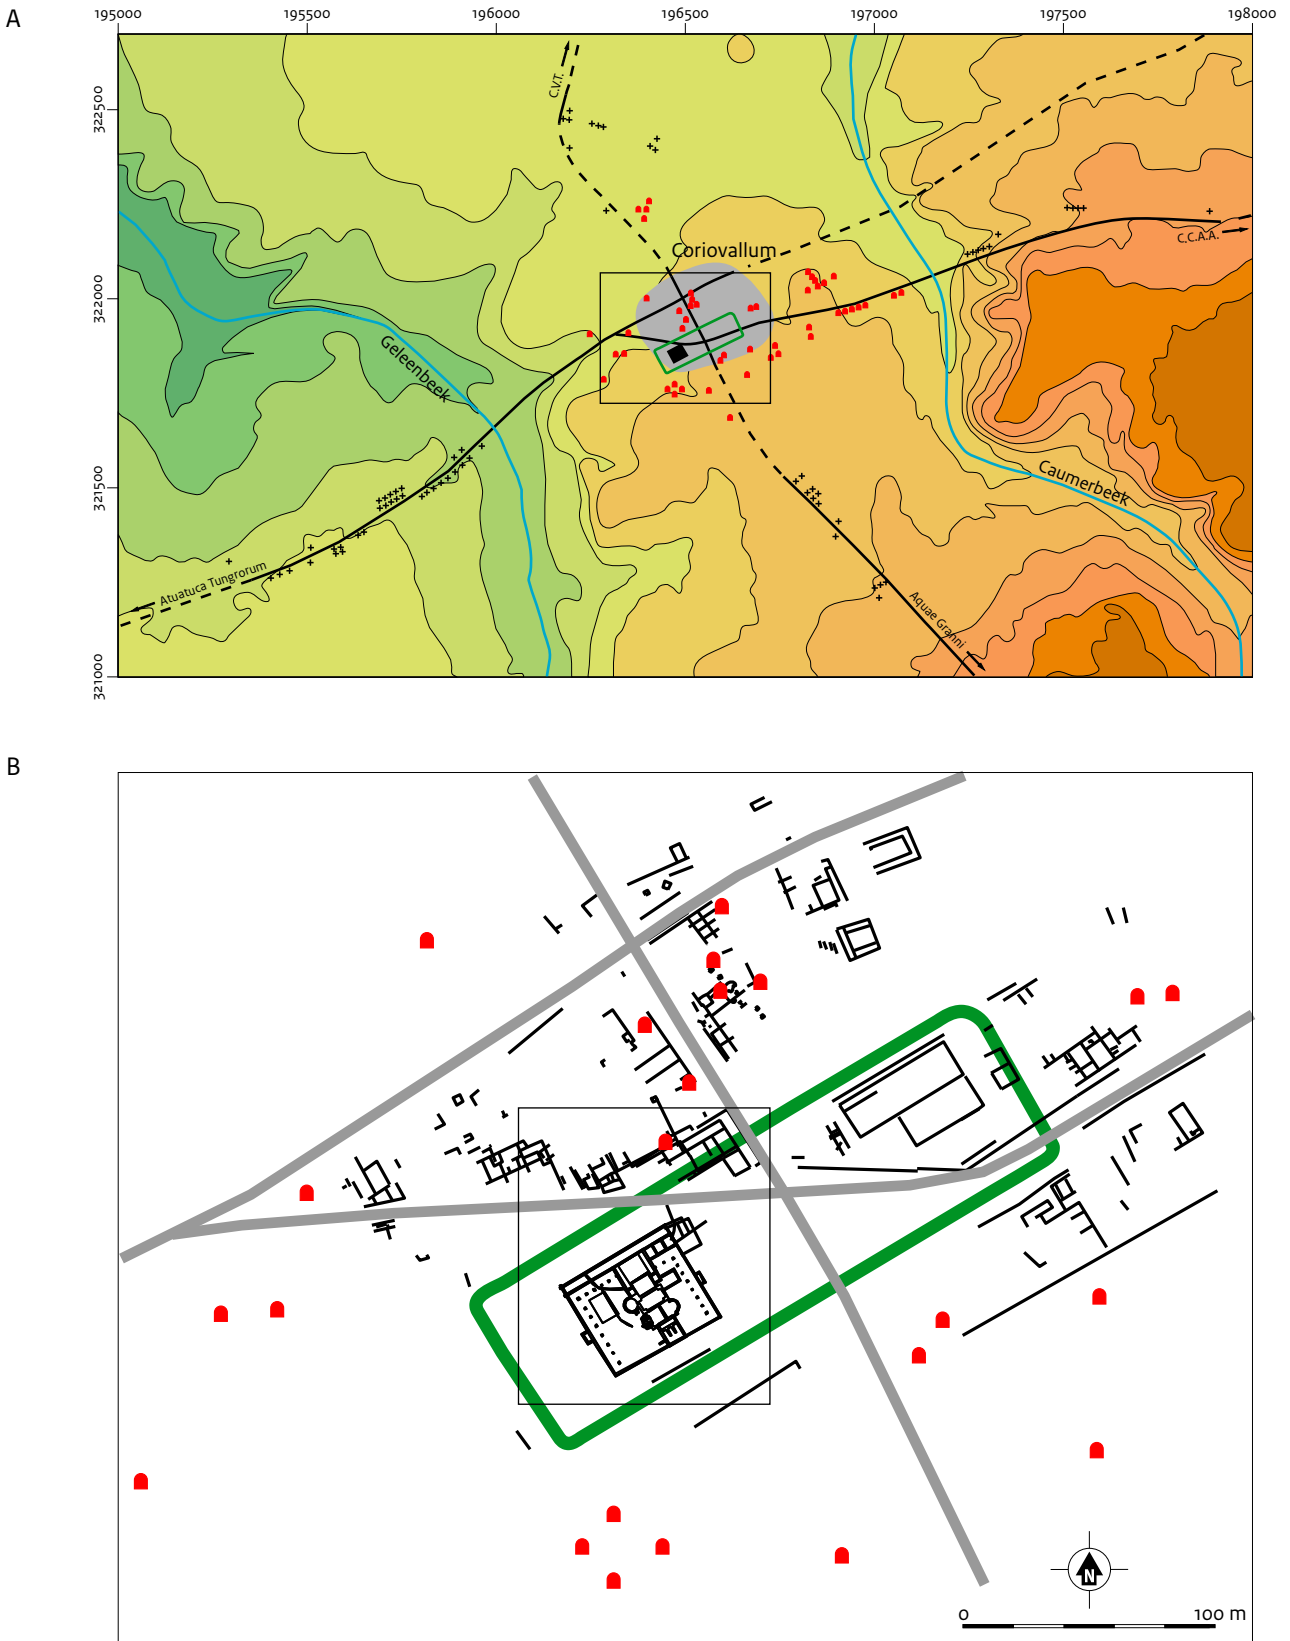 A
195000 195500 196000 196500 197000 197500 198000
322500
322000
321500
321000
C.V.T.
Coriovallum
C.C.A.A.
Geleenbeek
Caumerbeek
Atuatuca Tungrorum
Aquae Granni
B
N
0 100 m